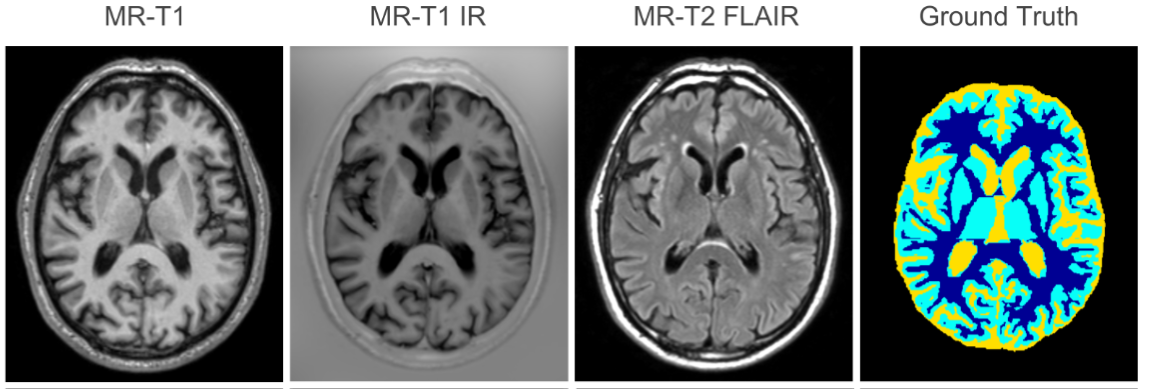 MR-T1
MR-T1 IR
MR-T2 FLAIR
Ground Truth